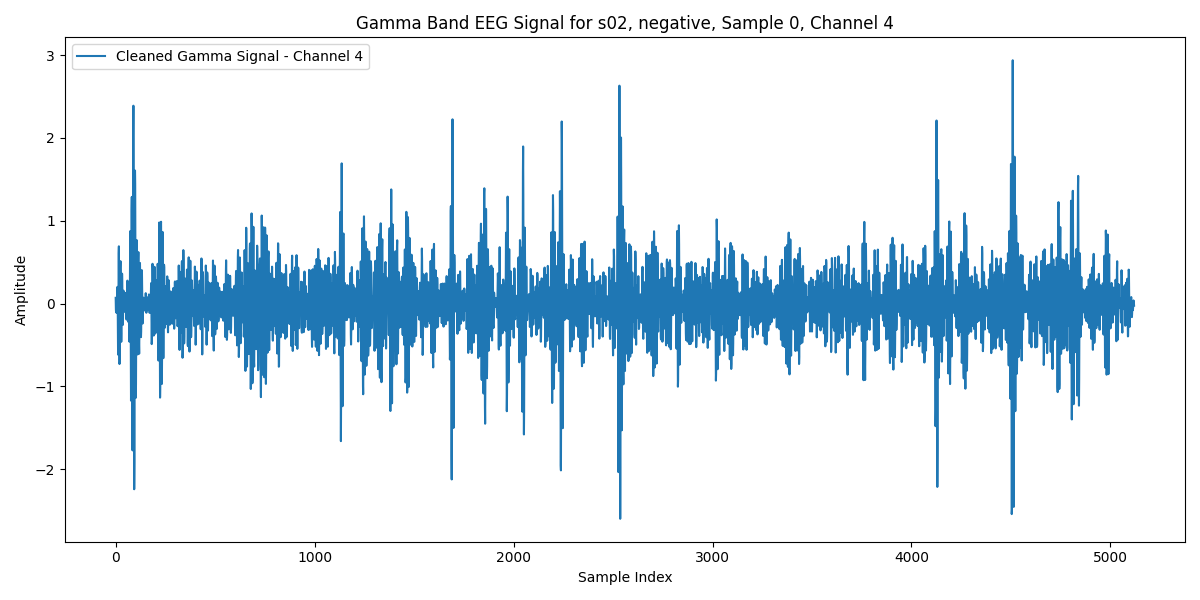 Gamma Band EEG Signal for s02, negative, Sample 0, Channel 4
Cleaned Gamma Signal - Channel 4
3
2
1
0
−1
−2
Amplitude
0 1000 2000 3000 4000 5000
Sample Index